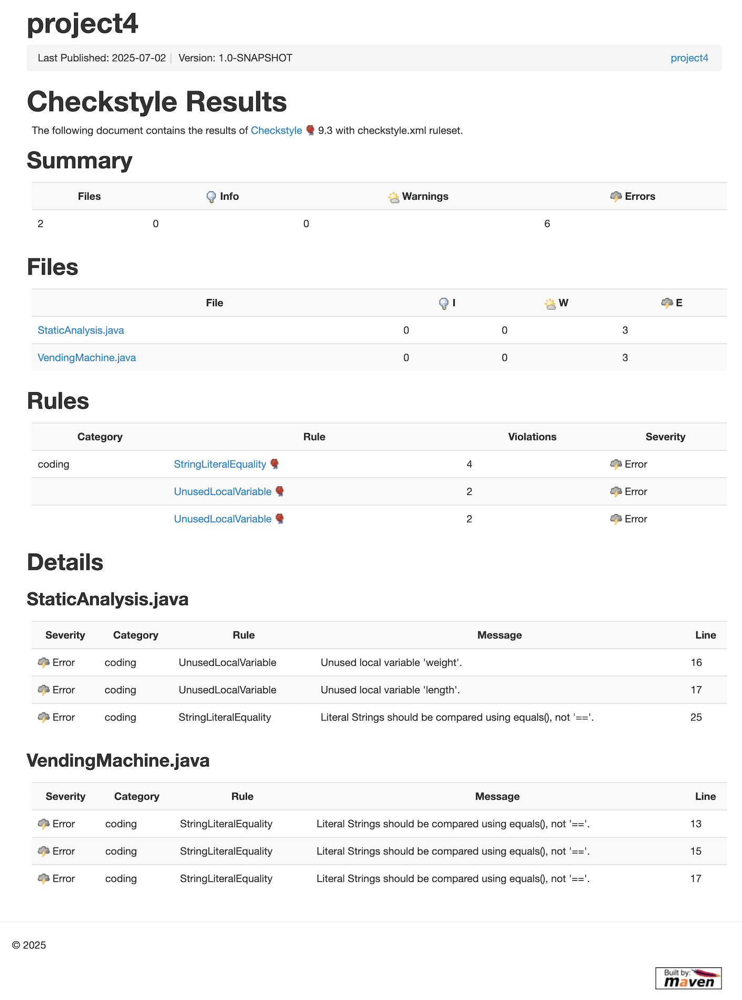 project4
Last Published: 2025-07-02 | Version: 1.0-SNAPSHOT project4
Checkstyle Results
The following document contains the results of Checkstyle 9.3 with checkstyle.xml ruleset.
Summary
Files Info Warnings Errors
2 0 0 6
Files
File I W E
StaticAnalysis.java 0 0 3
VendingMachine.java 0 0 3
Rules
Category Rule Violations Severity
coding StringLiteralEquality 4 Error
UnusedLocalVariable 2 Error
UnusedLocalVariable 2 Error
Details
StaticAnalysis.java
Severity Category Rule Message Line
Error coding UnusedLocalVariable Unused local variable 'weight'. 16
Error coding UnusedLocalVariable Unused local variable 'length'. 17
Error coding StringLiteralEquality Literal Strings should be compared using equals(), not '=='. 25
VendingMachine.java
Severity Category Rule Message Line
Error coding StringLiteralEquality Literal Strings should be compared using equals(), not '=='. 13
Error coding StringLiteralEquality Literal Strings should be compared using equals(), not '=='. 15
Error coding StringLiteralEquality Literal Strings should be compared using equals(), not '=='. 17
© 2025
Built by:
maven